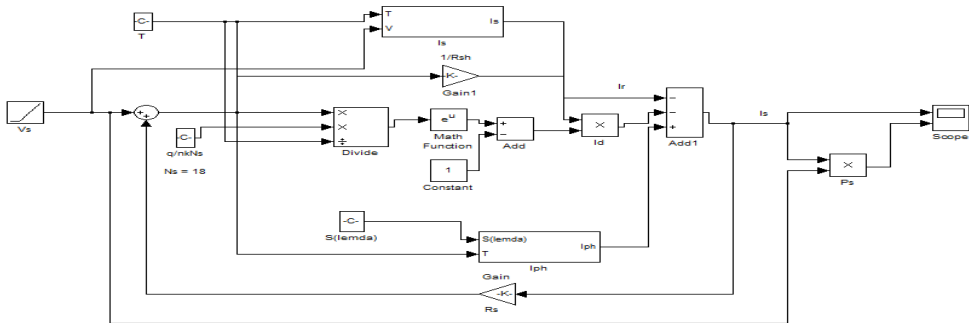 -C-
T
T
V
Is
Is
1/Rsh
-K-
Gain1
Vs
++
-C-
q/nkNs
Ns = 18
×
×
÷
Divide
e^u
Math
Function
1
Constant
+
−
Add
×
Id
Ir
−
−
+
Add1
Is
Scope
×
Ps
-C-
S(lemda)
S(lemda)
T
Iph
Iph
Gain
-K-
Rs